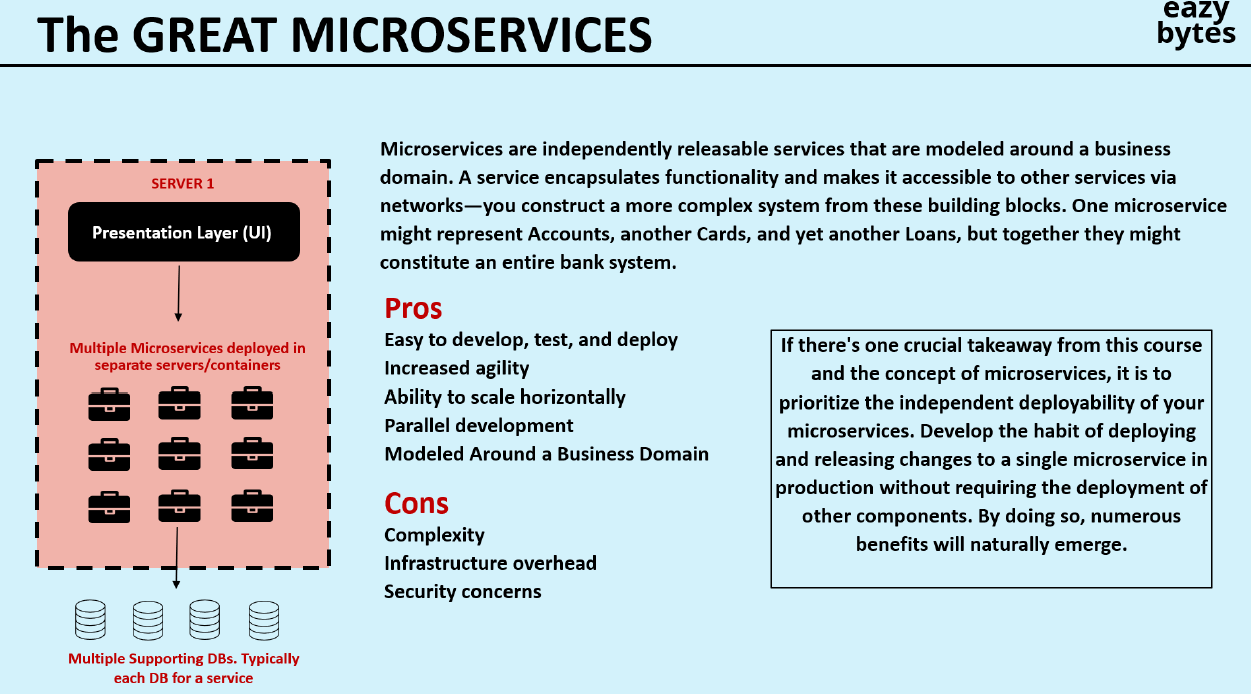 The GREAT MICROSERVICES
eazy
bytes
SERVER 1
Presentation Layer (UI)
Multiple Microservices deployed in
separate servers/containers
Multiple Supporting DBs. Typically
each DB for a service
Microservices are independently releasable services that are modeled around a business
domain. A service encapsulates functionality and makes it accessible to other services via
networks—you construct a more complex system from these building blocks. One microservice
might represent Accounts, another Cards, and yet another Loans, but together they might
constitute an entire bank system.
Pros
Easy to develop, test, and deploy
Increased agility
Ability to scale horizontally
Parallel development
Modeled Around a Business Domain
Cons
Complexity
Infrastructure overhead
Security concerns
If there's one crucial takeaway from this course
and the concept of microservices, it is to
prioritize the independent deployability of your
microservices. Develop the habit of deploying
and releasing changes to a single microservice in
production without requiring the deployment of
other components. By doing so, numerous
benefits will naturally emerge.